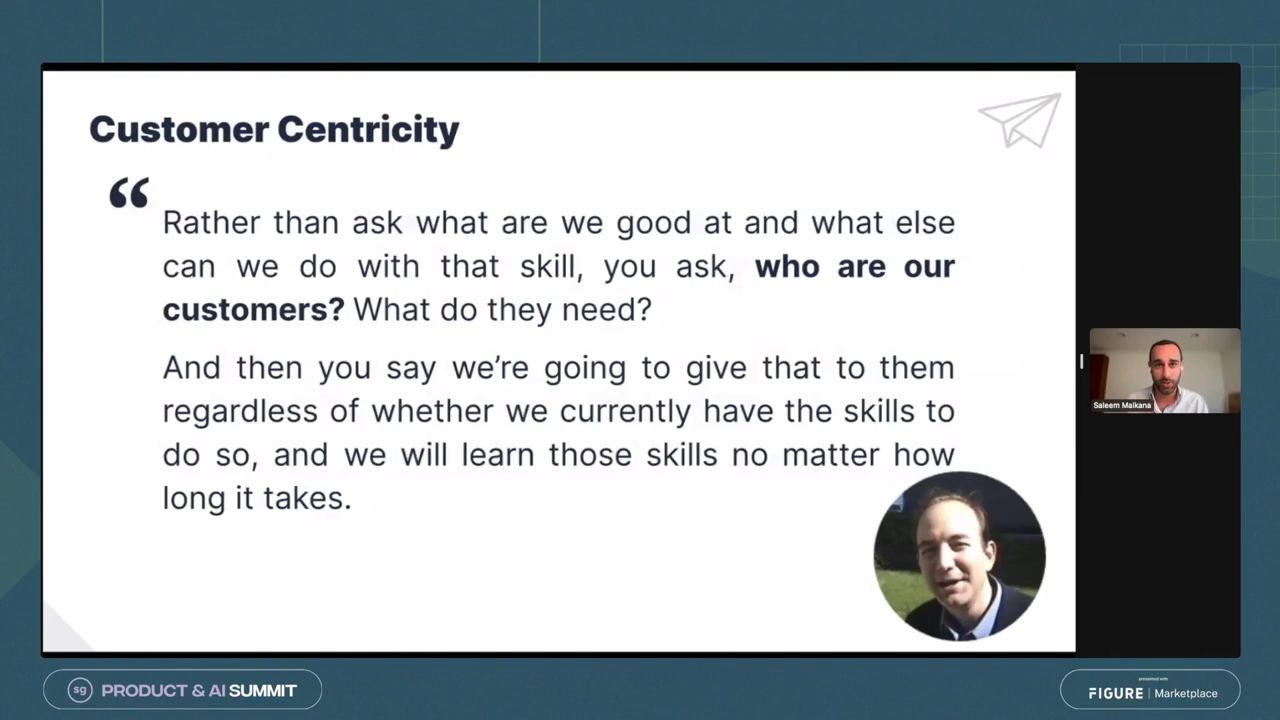 Customer Centricity
“
Rather than ask what are we good at and what else
can we do with that skill, you ask, who are our
customers? What do they need?
And then you say we’re going to give that to them
regardless of whether we currently have the skills to
do so, and we will learn those skills no matter how
long it takes.
Saleem Malkana
sg PRODUCT & AI SUMMIT
presented with
FIGURE | Marketplace